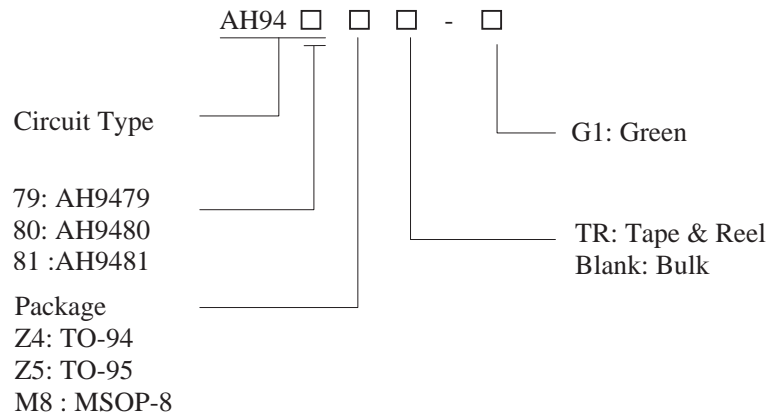 AH94 □ □ □ - □
Circuit Type
G1: Green
79: AH9479
80: AH9480
81 :AH9481
TR: Tape & Reel
Blank: Bulk
Package
Z4: TO-94
Z5: TO-95
M8 : MSOP-8